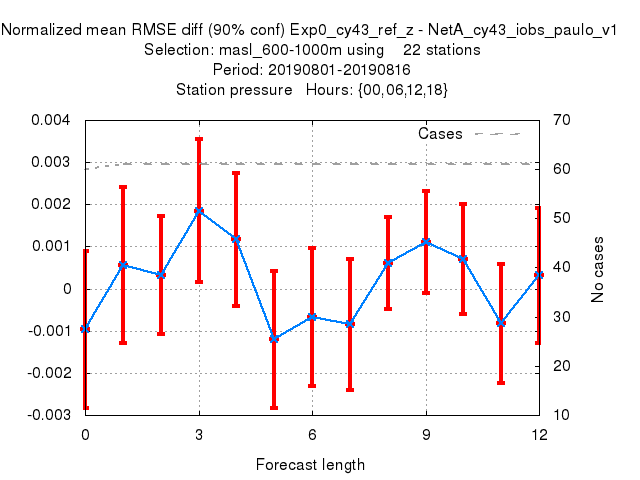 Normalized mean RMSE diff (90% conf) Exp0_cy43_ref_z - NetA_cy43_iobs_paulo_v1
Selection: masl_600-1000m using 22 stations
Period: 20190801-20190816
Station pressure Hours: {00,06,12,18}
0.004
0.003
0.002
0.001
0
-0.001
-0.002
-0.003
Cases
70
60
50
40
30
20
10
No cases
0
3
6
9
12
Forecast length